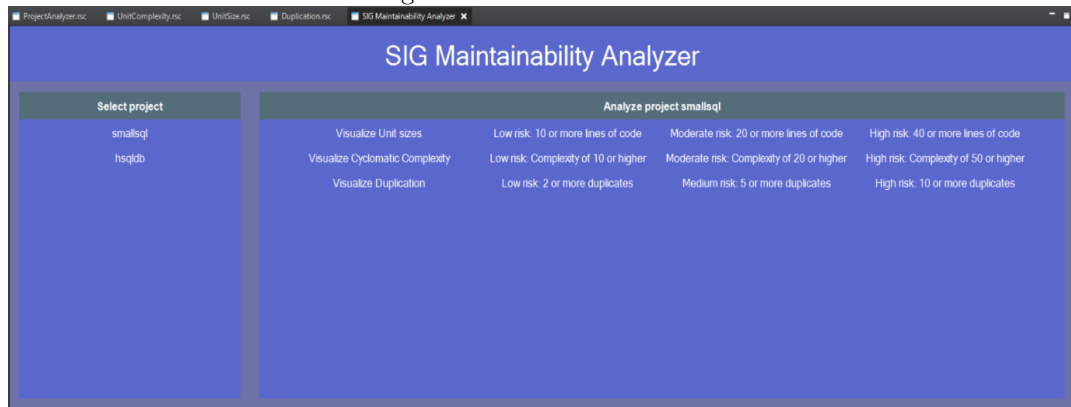 ProjectAnalyzer.rsc UnitComplexity.rsc UnitSize.rsc Duplication.rsc SIG Maintainability Analyzer
SIG Maintainability Analyzer
Select project
smallsql
hsqldb
Analyze project smallsql
Visualize Unit sizes Low risk: 10 or more lines of code Moderate risk: 20 or more lines of code High risk: 40 or more lines of code
Visualize Cyclomatic Complexity Low risk: Complexity of 10 or higher Moderate risk: Complexity of 20 or higher High risk: Complexity of 50 or higher
Visualize Duplication Low risk: 2 or more duplicates Medium risk: 5 or more duplicates High risk: 10 or more duplicates